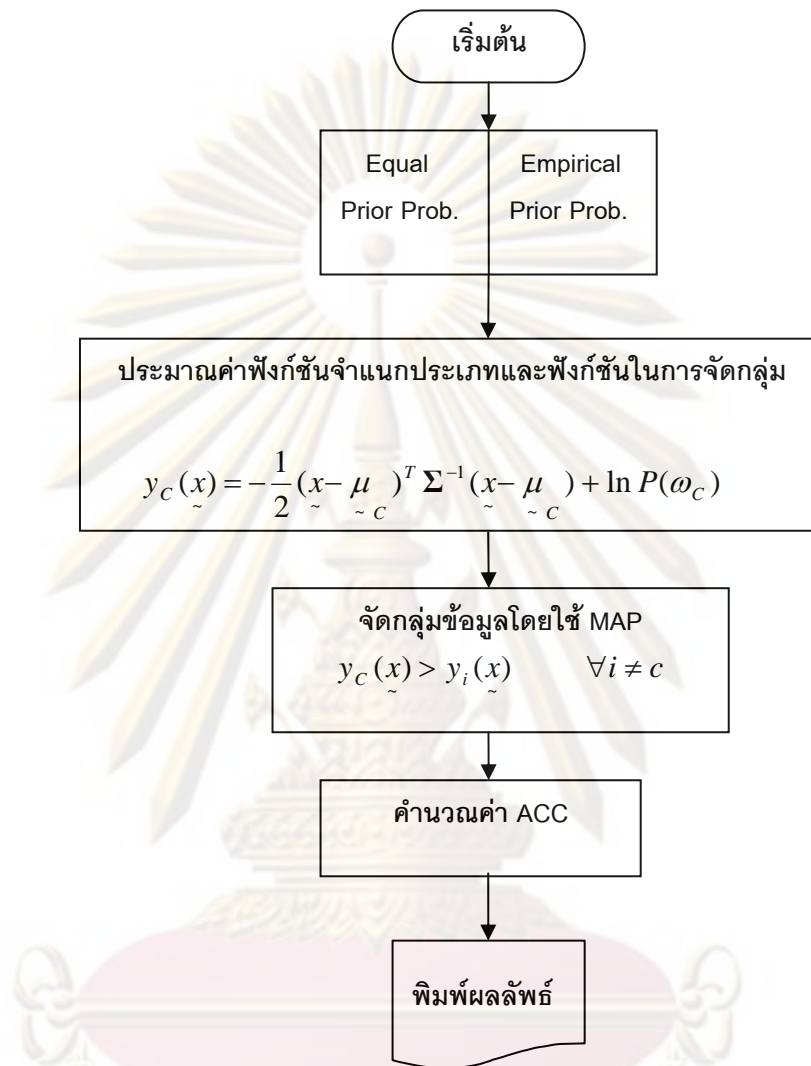 เริ่มต้น
Equal Prior Prob.
Empirical Prior Prob.
ประมาณค่าฟังก์ชันจำแนกประเภทและฟังก์ชันในการจัดกลุ่ม
y_C(x̰) = −1/2 (x̰ − μ̰_C)^T Σ^−1 (x̰ − μ̰_C) + ln P(ω_C)
จัดกลุ่มข้อมูลโดยใช้ MAP
y_C(x̰) > y_i(x̰) ∀i ≠ c
คำนวณค่า ACC
พิมพ์ผลลัพธ์